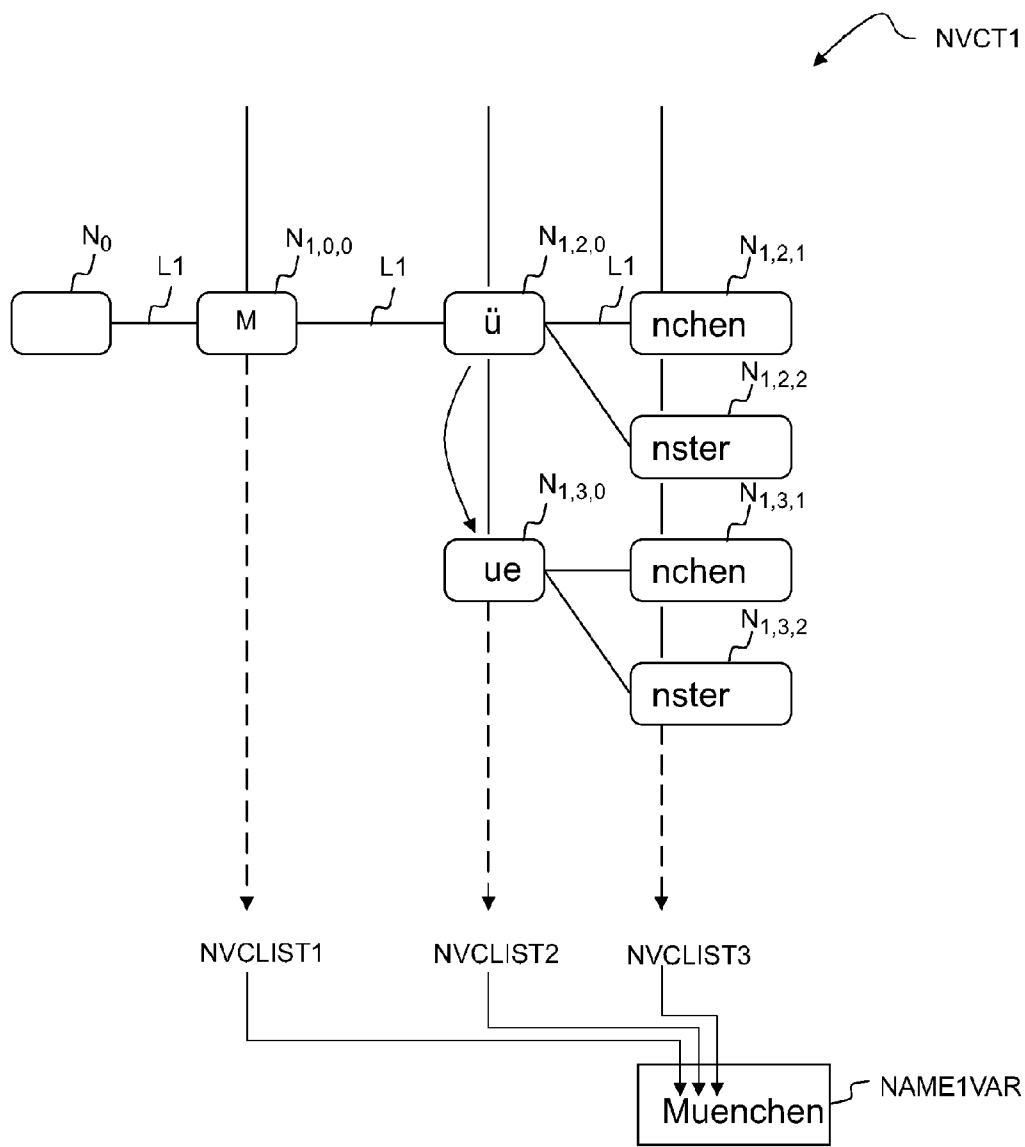 NVCT1
N0
N1,0,0
N1,2,0
N1,2,1
L1
L1
L1
M
ü
nchen
N1,2,2
nster
N1,3,0
N1,3,1
ue
nchen
N1,3,2
nster
NVCLIST1
NVCLIST2
NVCLIST3
Muenchen
NAME1VAR